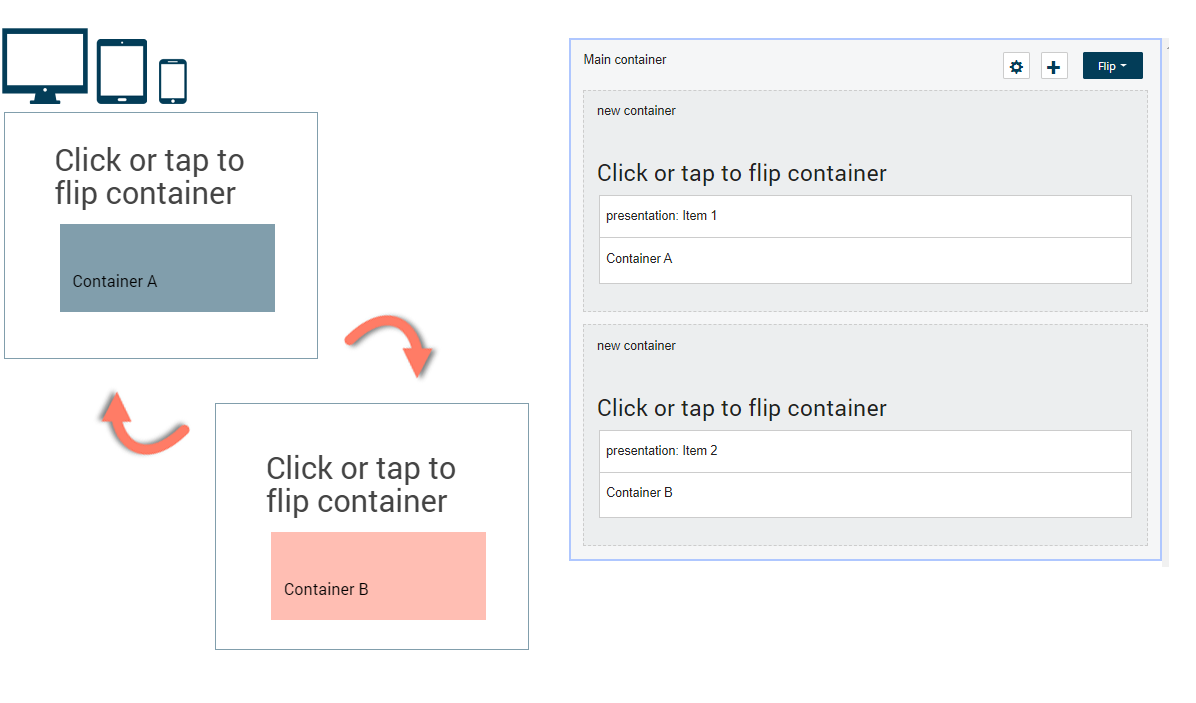 Click or tap to
flip container
Container A
Click or tap to
flip container
Container B
Main container
Flip
new container
Click or tap to flip container
presentation: Item 1
Container A
new container
Click or tap to flip container
presentation: Item 2
Container B